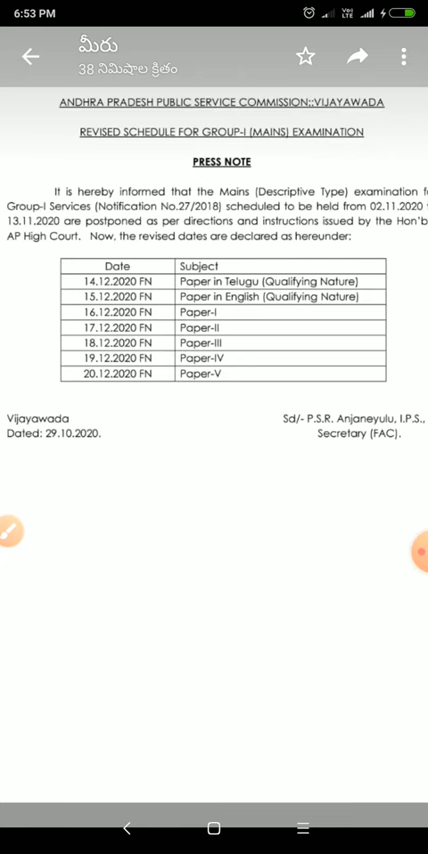 6:53 PM
Vo) LTE
మీరు
38 నిమిషాల క్రితం
ANDHRA PRADESH PUBLIC SERVICE COMMISSION::VIJAYAWADA
REVISED SCHEDULE FOR GROUP-I (MAINS) EXAMINATION
PRESS NOTE
It is hereby informed that the Mains (Descriptive Type) examination
Group-I Services (Notification No.27/2018) scheduled to be held from 02.11.2020
13.11.2020 are postponed as per directions and instructions issued by the Hon'b
AP High Court. Now, the revised dates are declared as hereunder:
Date Subject
14.12.2020 FN Paper in Telugu (Qualifying Nature)
15.12.2020 FN Paper in English (Qualifying Nature)
16.12.2020 FN Paper-I
17.12.2020 FN Paper-II
18.12.2020 FN Paper-III
19.12.2020 FN Paper-IV
20.12.2020 FN Paper-V
Vijayawada Sd/- P.S.R. Anjaneyulu, I.P.S.,
Dated: 29.10.2020. Secretary (FAC).